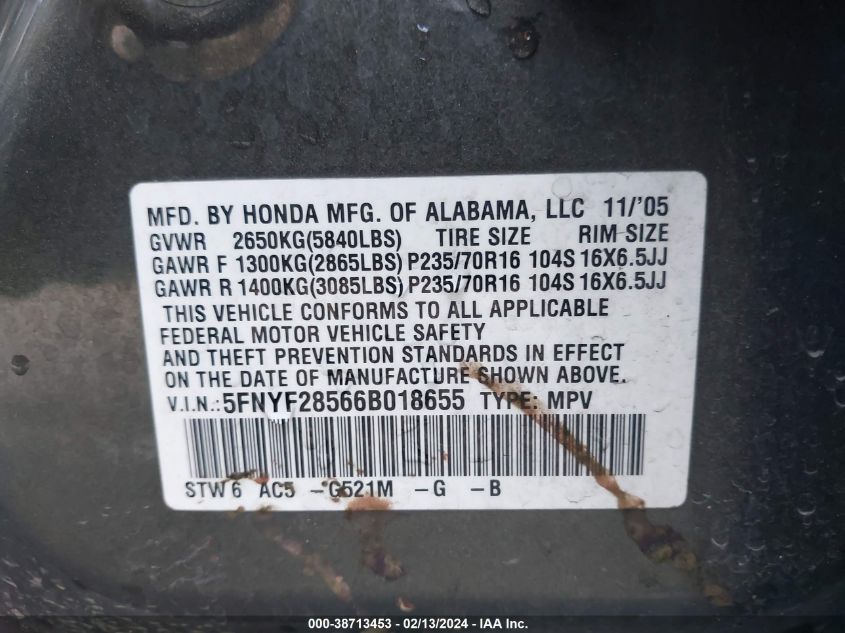 MFD. BY HONDA MFG. OF ALABAMA, LLC 11/'05
GVWR 2650KG(5840LBS) TIRE SIZE RIM SIZE
GAWR F 1300KG(2865LBS) P235/70R16 104S 16X6.5JJ
GAWR R 1400KG(3085LBS) P235/70R16 104S 16X6.5JJ
THIS VEHICLE CONFORMS TO ALL APPLICABLE
FEDERAL MOTOR VEHICLE SAFETY
AND THEFT PREVENTION STANDARDS IN EFFECT
ON THE DATE OF MANUFACTURE SHOWN ABOVE.
V.I.N.: 5FNYF28566B018655 TYPE: MPV
STW6 AC5 -G521M -G -B
000-38713453 - 02/13/2024 - IAA Inc.